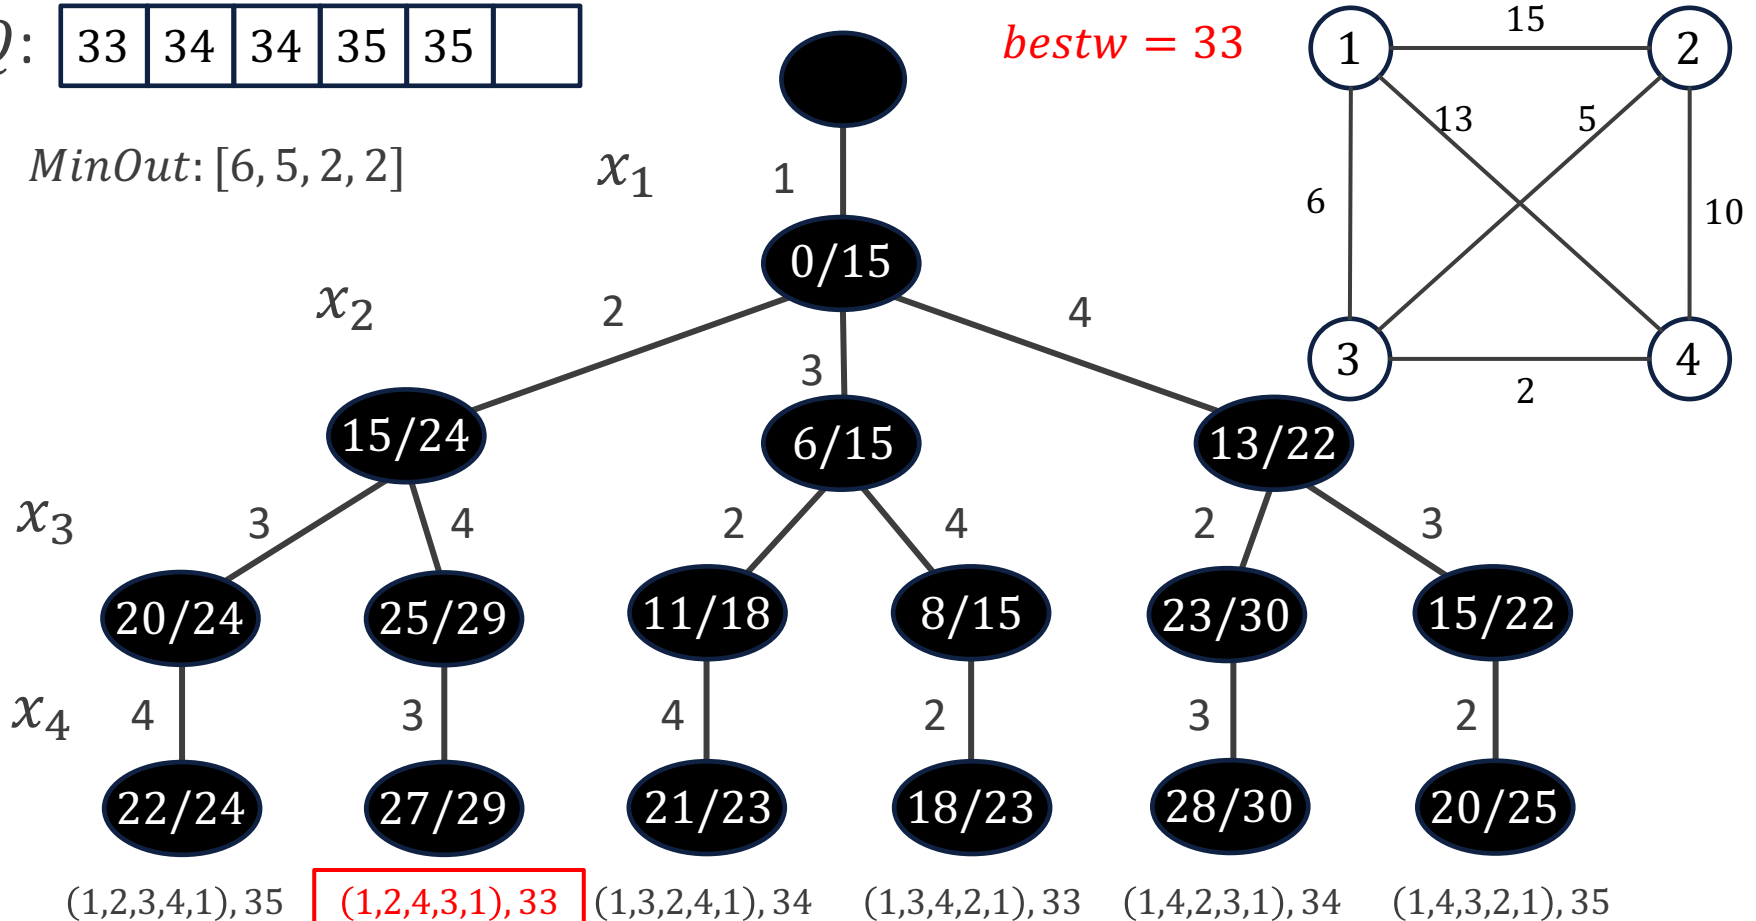 Q: 33 34 34 35 35
bestw = 33
MinOut: [6, 5, 2, 2]
1 15 2
13 5
6 10
3 2 4
x₁ 1
0/15
x₂ 2 3 4
15/24 6/15 13/22
x₃ 3 4 2 4 2 3
20/24 25/29 11/18 8/15 23/30 15/22
x₄ 4 3 4 2 3 2
22/24 27/29 21/23 18/23 28/30 20/25
(1,2,3,4,1), 35 (1,2,4,3,1), 33 (1,3,2,4,1), 34 (1,3,4,2,1), 33 (1,4,2,3,1), 34 (1,4,3,2,1), 35